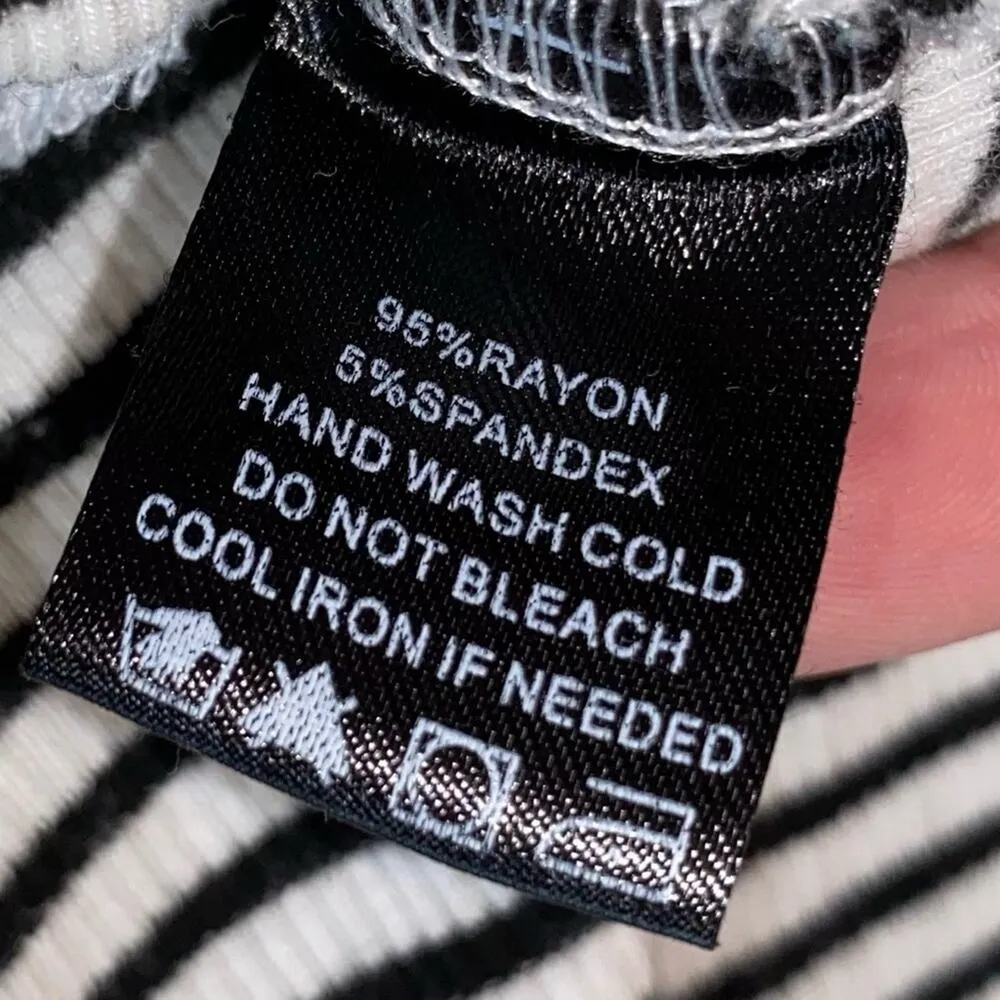 95%RAYON
5%SPANDEX
HAND WASH COLD
DO NOT BLEACH
COOL IRON IF NEEDED